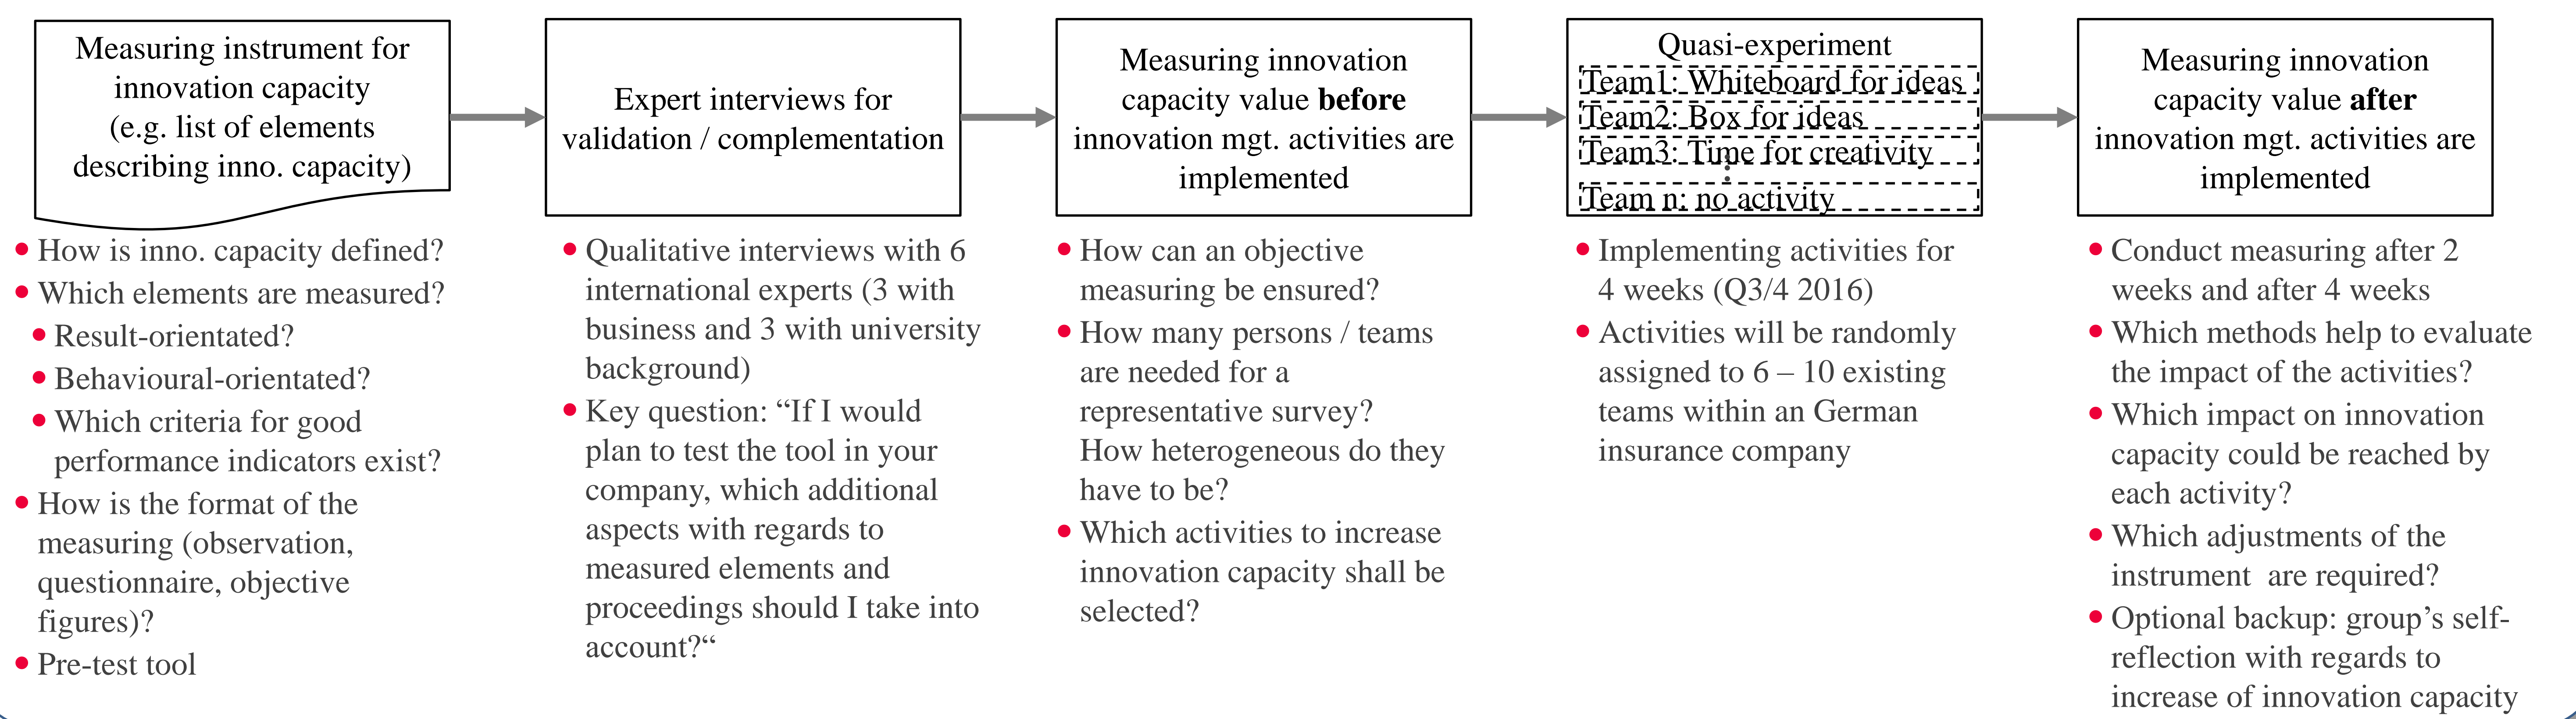 Measuring instrument for
innovation capacity
(e.g. list of elements
describing inno. capacity)
• How is inno. capacity defined?
• Which elements are measured?
• Result-orientated?
• Behavioural-orientated?
• Which criteria for good
performance indicators exist?
• How is the format of the
measuring (observation,
questionnaire, objective
figures)?
• Pre-test tool
Expert interviews for
validation / complementation
• Qualitative interviews with 6
international experts (3 with
business and 3 with university
background)
• Key question: “If I would
plan to test the tool in your
company, which additional
aspects with regards to
measured elements and
proceedings should I take into
account?“
Measuring innovation
capacity value before
innovation mgt. activities are
implemented
• How can an objective
measuring be ensured?
• How many persons / teams
are needed for a
representative survey?
How heterogeneous do they
have to be?
• Which activities to increase
innovation capacity shall be
selected?
Quasi-experiment
Team1: Whiteboard for ideas
Team2: Box for ideas
Team3: Time for creativity
⋮
Team n: no activity
• Implementing activities for
4 weeks (Q3/4 2016)
• Activities will be randomly
assigned to 6 – 10 existing
teams within an German
insurance company
Measuring innovation
capacity value after
innovation mgt. activities are
implemented
• Conduct measuring after 2
weeks and after 4 weeks
• Which methods help to evaluate
the impact of the activities?
• Which impact on innovation
capacity could be reached by
each activity?
• Which adjustments of the
instrument  are required?
• Optional backup: group’s self-
reflection with regards to
increase of innovation capacity